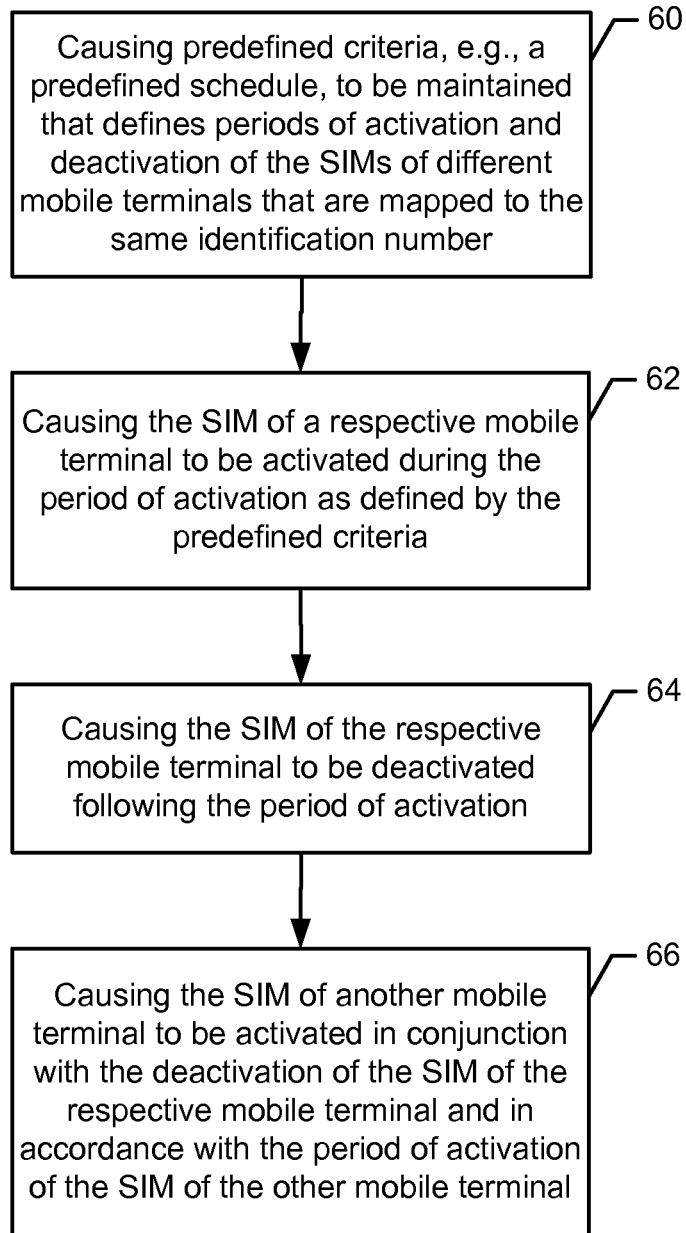 60
Causing predefined criteria, e.g., a
predefined schedule, to be maintained
that defines periods of activation and
deactivation of the SIMs of different
mobile terminals that are mapped to the
same identification number
62
Causing the SIM of a respective mobile
terminal to be activated during the
period of activation as defined by the
predefined criteria
64
Causing the SIM of the respective
mobile terminal to be deactivated
following the period of activation
66
Causing the SIM of another mobile
terminal to be activated in conjunction
with the deactivation of the SIM of the
respective mobile terminal and in
accordance with the period of activation
of the SIM of the other mobile terminal